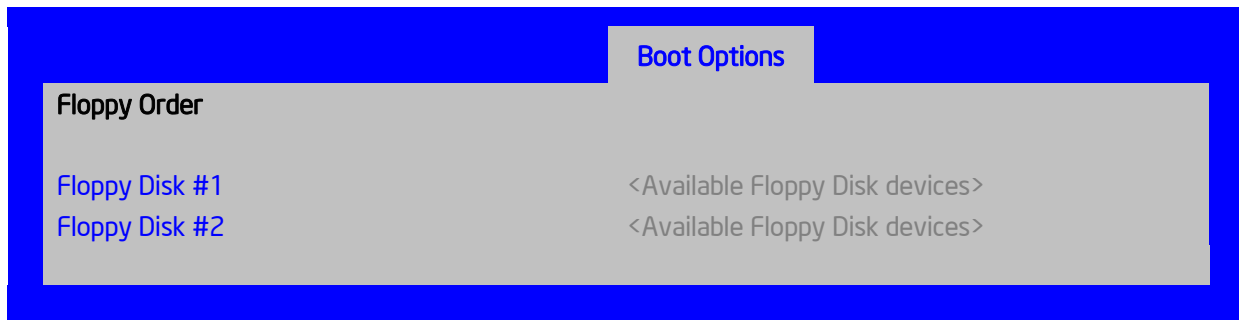 Boot Options
Floppy Order
Floppy Disk #1 <Available Floppy Disk devices>
Floppy Disk #2 <Available Floppy Disk devices>